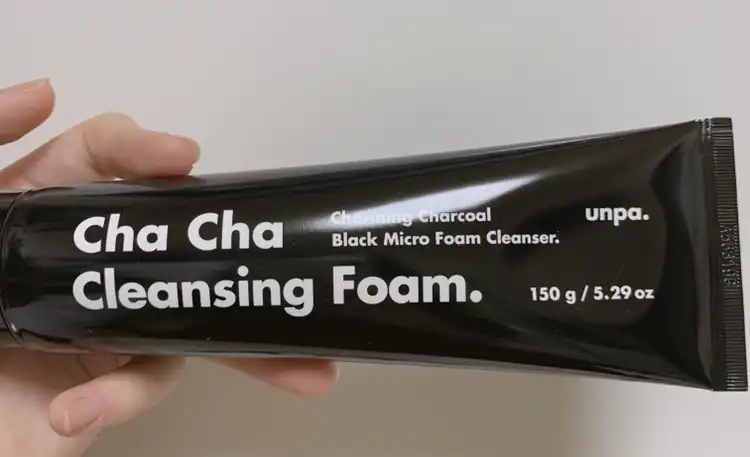 Cha Cha
Cleansing Foam.
Charming Charcoal
Black Micro Foam Cleanser.
unpa.
150 g / 5.29 oz